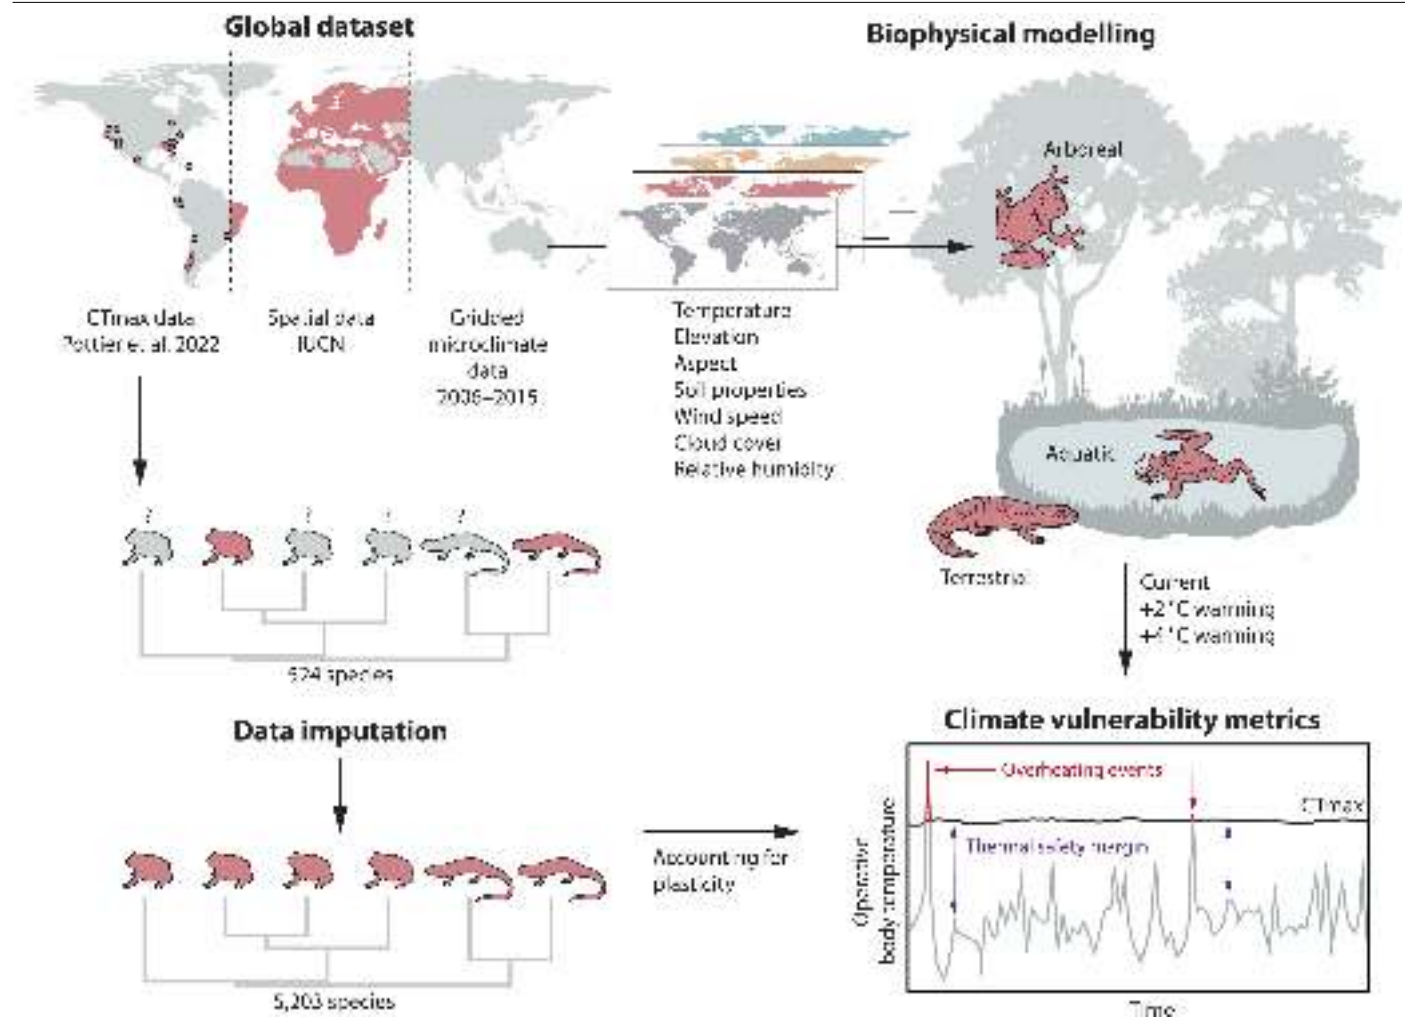 Global dataset
Biophysical modelling
Arboreal
CTmax data
Pottier et al. 2022
Spatial data
IUCN
Gridded
microclimate
data
2006–2015
Temperature
Elevation
Aspect
Soil properties
Wind speed
Cloud cover
Relative humidity
Aquatic
Terrestrial
Current
+2 °C warming
+4 °C warming
? ? ? ?
524 species
Data imputation
Accounting for
plasticity
5,203 species
Climate vulnerability metrics
Overheating events
CTmax
Thermal safety margin
Operative
body temperature
Time